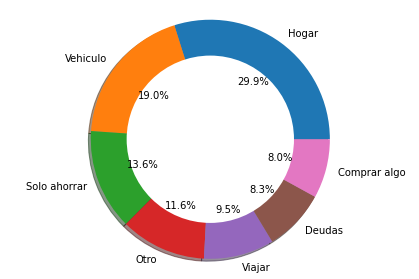 Hogar
29.9%
Vehiculo
19.0%
Solo ahorrar
13.6%
Otro
11.6%
Viajar
9.5%
Deudas
8.3%
Comprar algo
8.0%